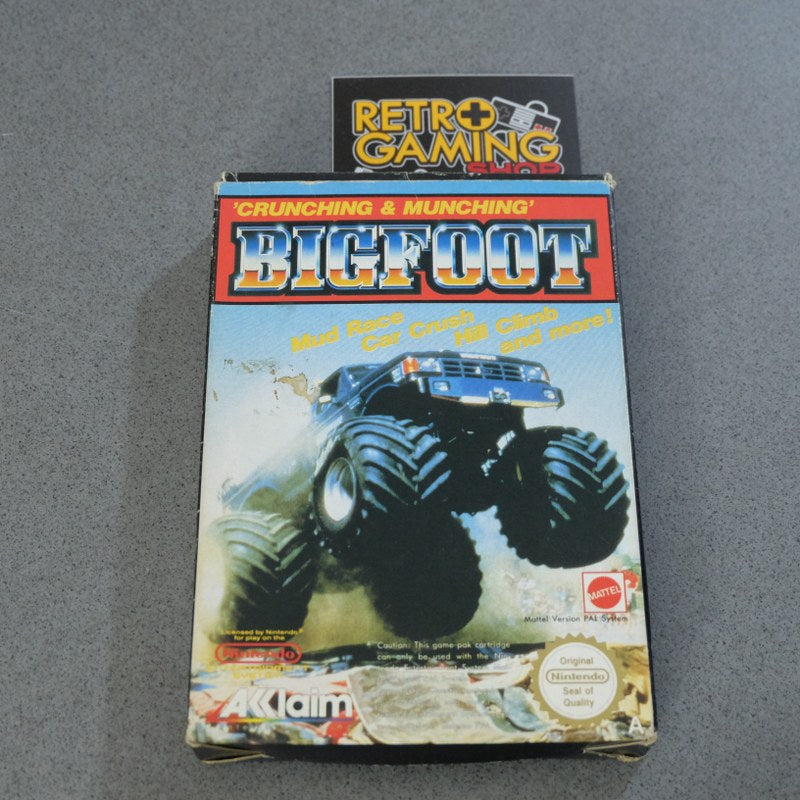 RETRO
GAMING
SHOP
'CRUNCHING & MUNCHING'
BIGFOOT
Mud Race
Car Crush
Hill Climb
and more!
MATTEL
Mattel Version PAL System
Licensed by Nintendo®
for play on the
Nintendo
Caution: This game pak cartridge
can only be used with the
Original
Nintendo
Seal of
Quality
AKKlaim
A